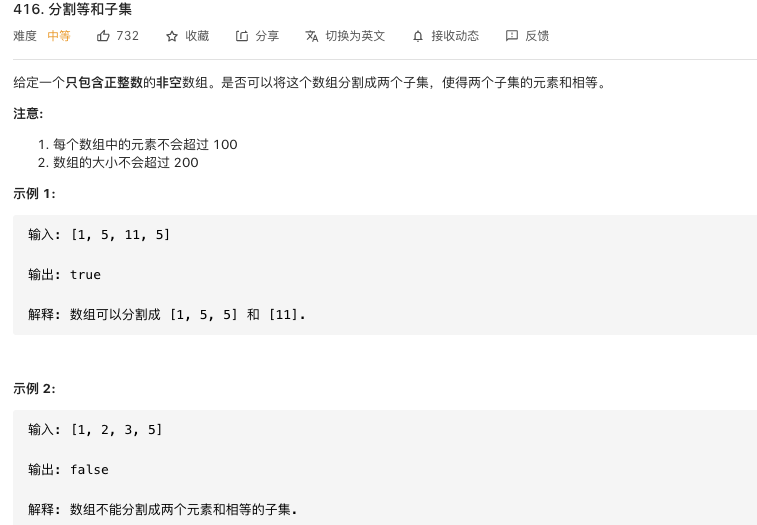 416. 分割等和子集
难度 中等 732 收藏 分享 切换为英文 接收动态 反馈
给定一个只包含正整数的非空数组。是否可以将这个数组分割成两个子集，使得两个子集的元素和相等。
注意:
1. 每个数组中的元素不会超过 100
2. 数组的大小不会超过 200
示例 1:
输入: [1, 5, 11, 5]
输出: true
解释: 数组可以分割成 [1, 5, 5] 和 [11].
示例 2:
输入: [1, 2, 3, 5]
输出: false
解释: 数组不能分割成两个元素和相等的子集.